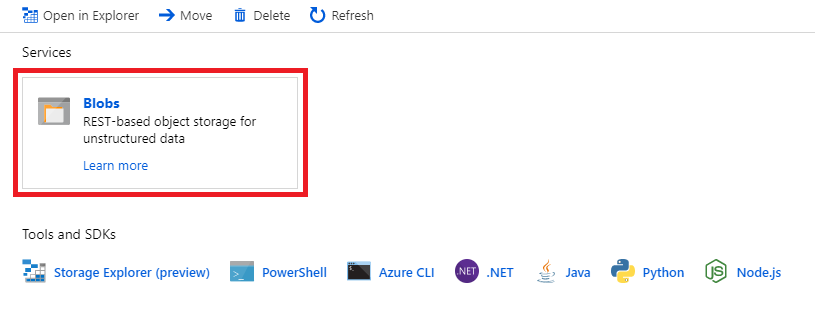 Open in Explorer Move Delete Refresh
Services
Blobs
REST-based object storage for
unstructured data
Learn more
Tools and SDKs
Storage Explorer (preview) PowerShell Azure CLI .NET .NET Java Python Node.js